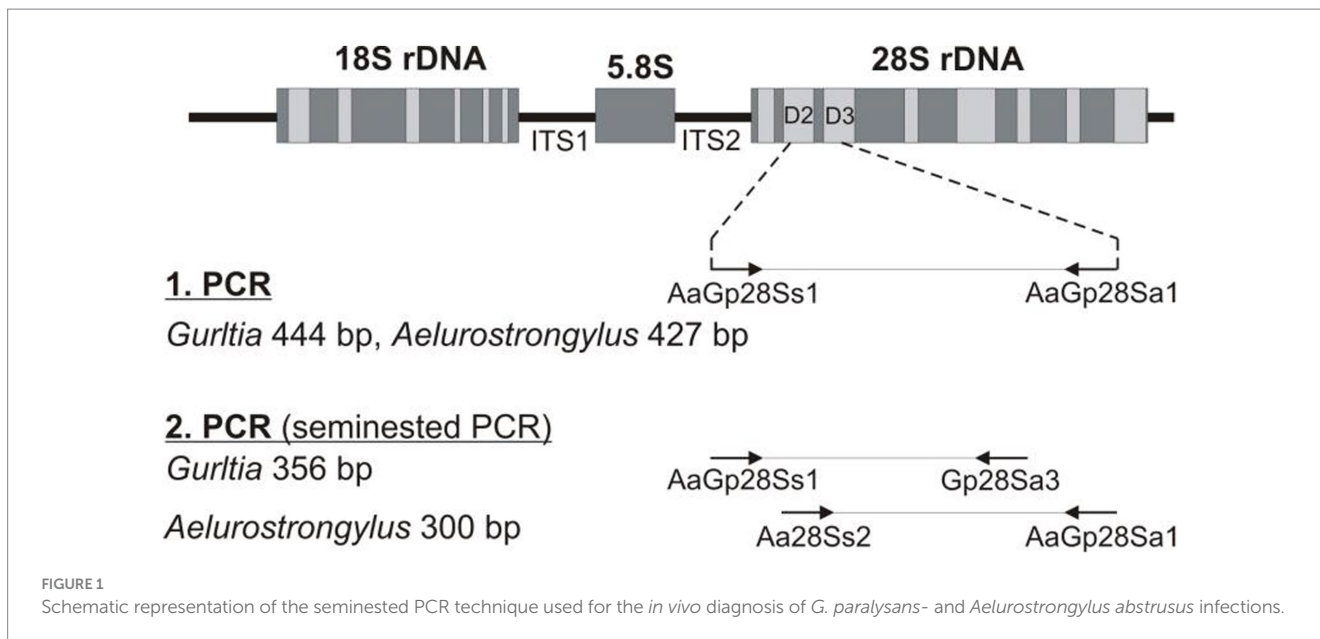 18S rDNA 5.8S 28S rDNA
D2 D3
ITS1 ITS2
1. PCR
AaGp28Ss1 AaGp28Sa1
Gurltia 444 bp, Aelurostrongylus 427 bp
2. PCR (seminested PCR)
Gurltia 356 bp
AaGp28Ss1 Gp28Sa3
Aelurostrongylus 300 bp
Aa28Ss2 AaGp28Sa1
FIGURE 1
Schematic representation of the seminested PCR technique used for the in vivo diagnosis of G. paralysans- and Aelurostrongylus abstrusus infections.